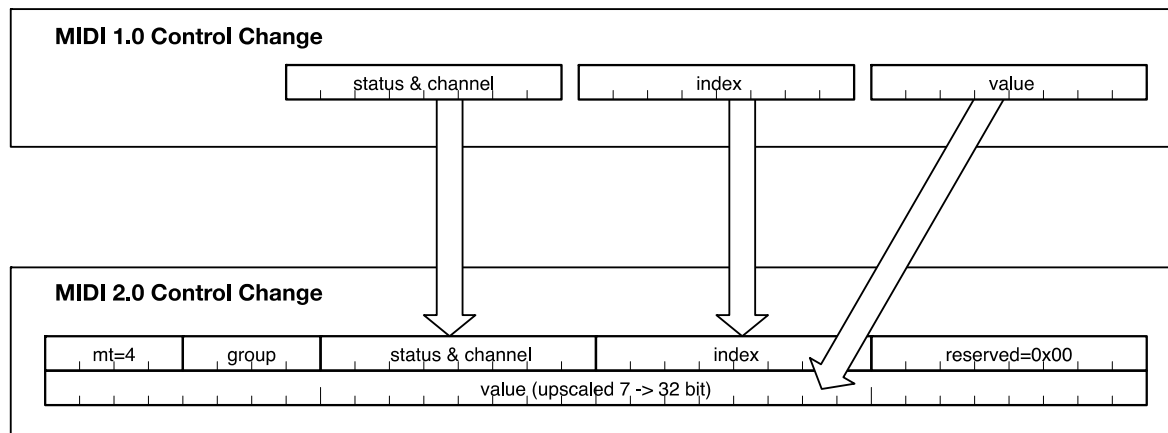 MIDI 1.0 Control Change
status & channel index value
MIDI 2.0 Control Change
mt=4 group status & channel index reserved=0x00
value (upscaled 7 -> 32 bit)